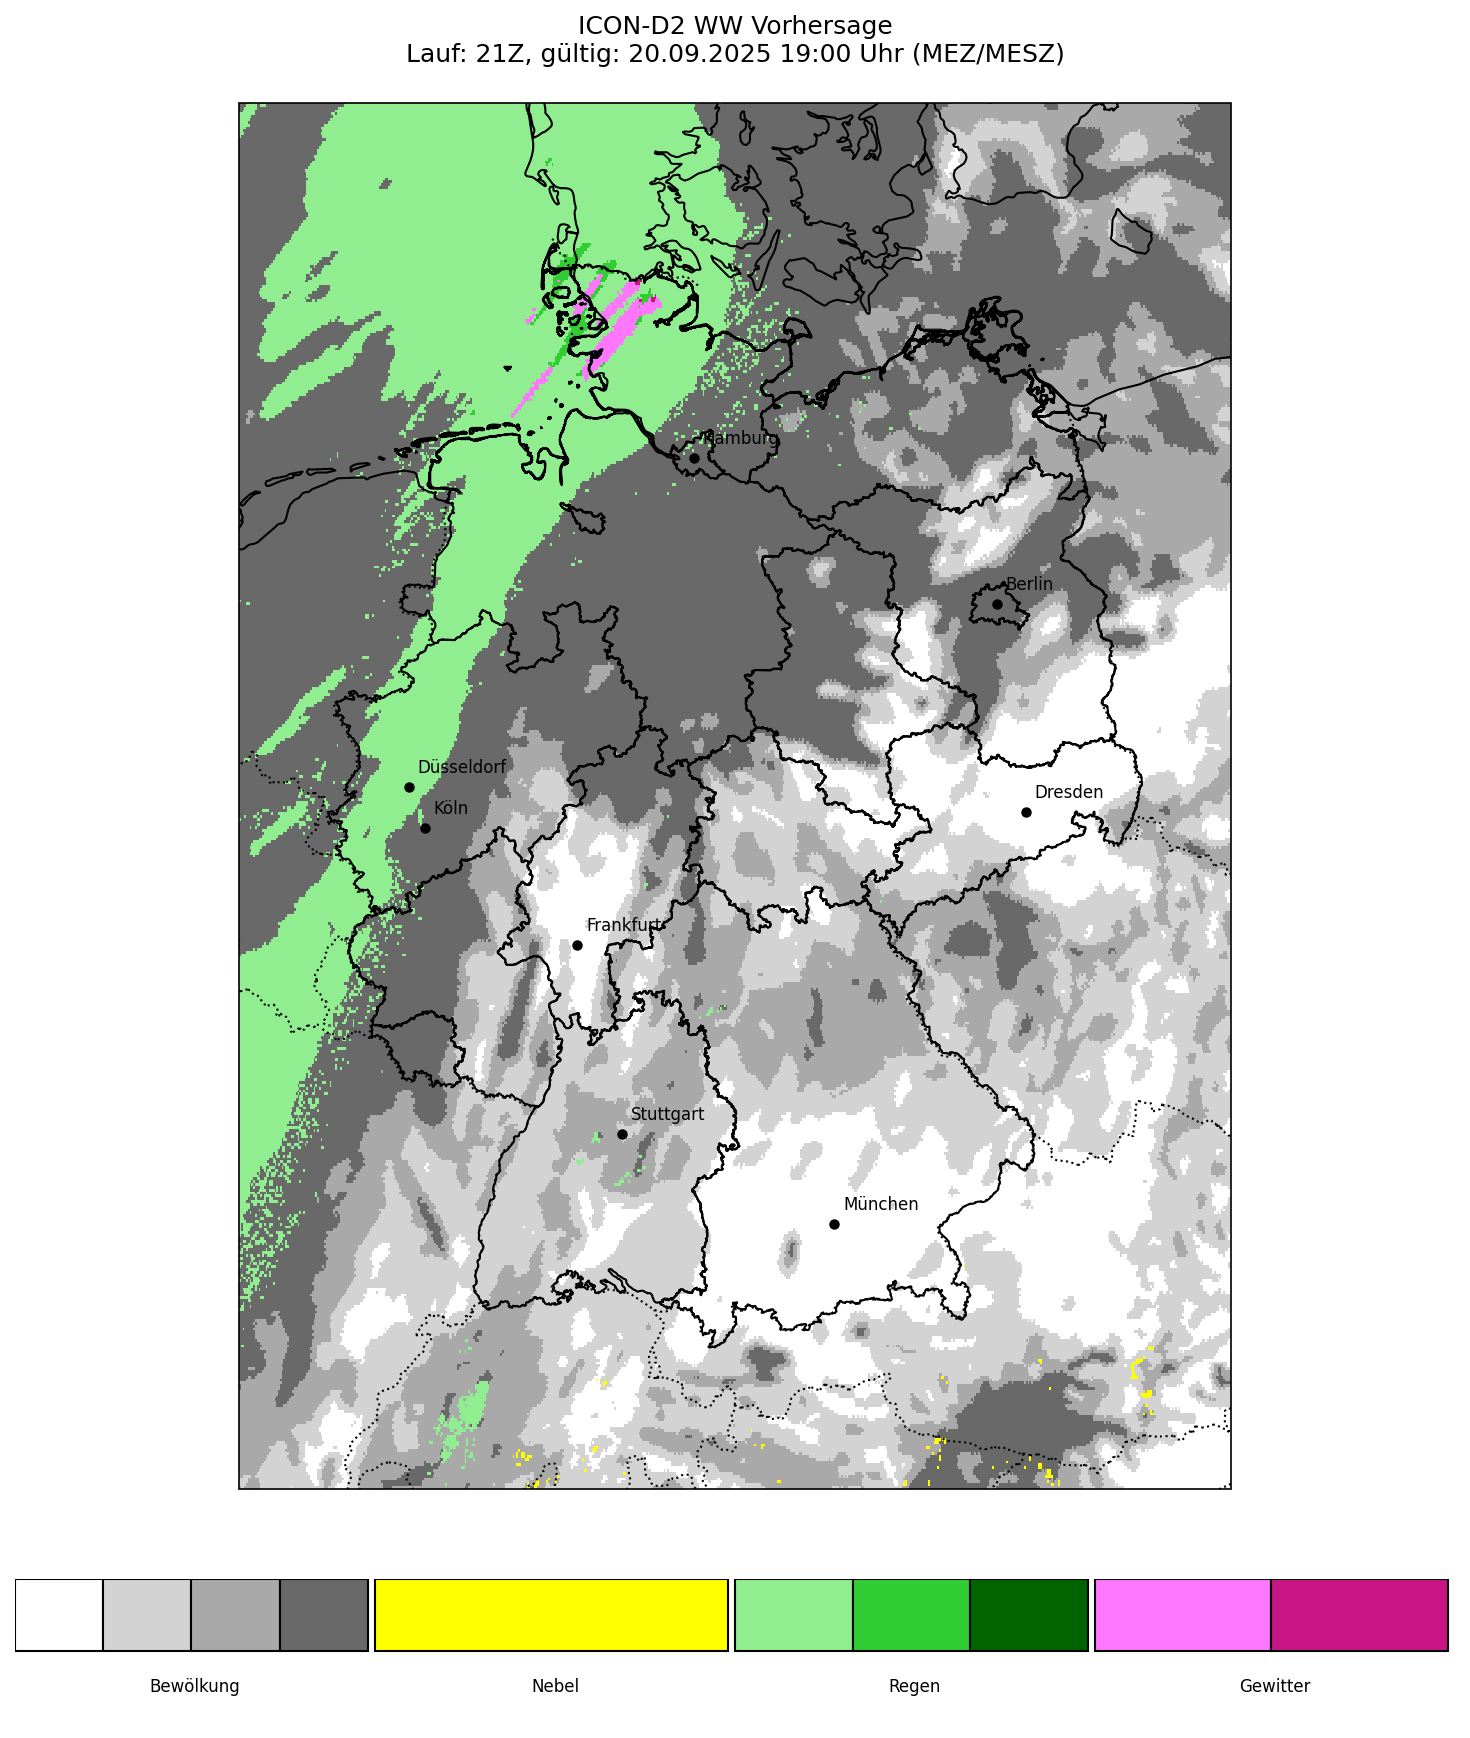 ICON-D2 WW Vorhersage
Lauf: 21Z, gültig: 20.09.2025 19:00 Uhr (MEZ/MESZ)
Hamburg
Berlin
Düsseldorf
Dresden
Köln
Frankfurt
Stuttgart
München
Bewölkung
Nebel
Regen
Gewitter